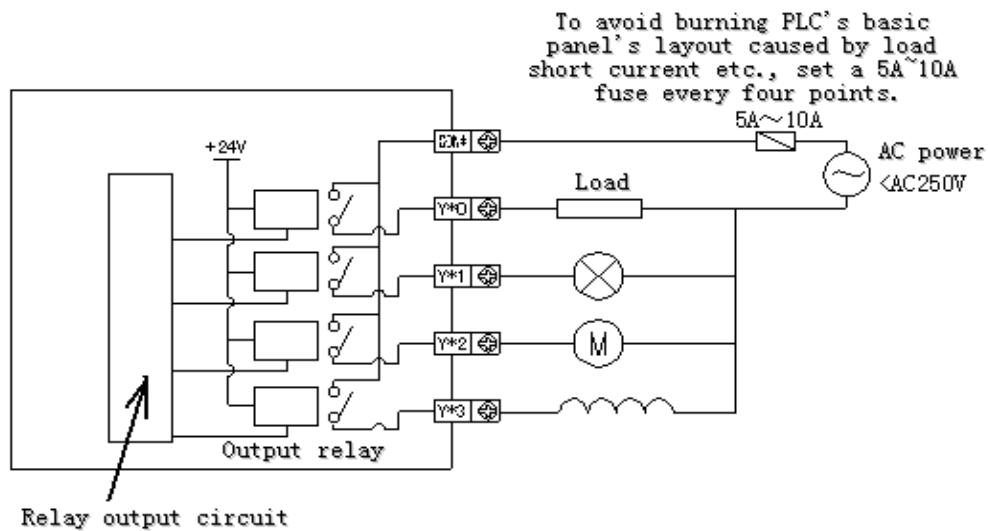 To avoid burning PLC's basic
panel's layout caused by load
short current etc., set a 5A~10A
fuse every four points.
5A～10A
COM#
+24V
AC power
<AC250V
Load
Y*0
Y*1
Y*2
M
Y*3
Output relay
Relay output circuit